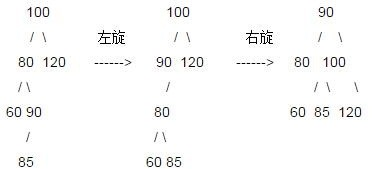 100 100 90
/ \ 左旋 / \ 右旋 / \
80 120 ------> 90 120 ------> 80 100
/ \ / / / \ \
60 90 80 60 85 120
/ / \
85 60 85